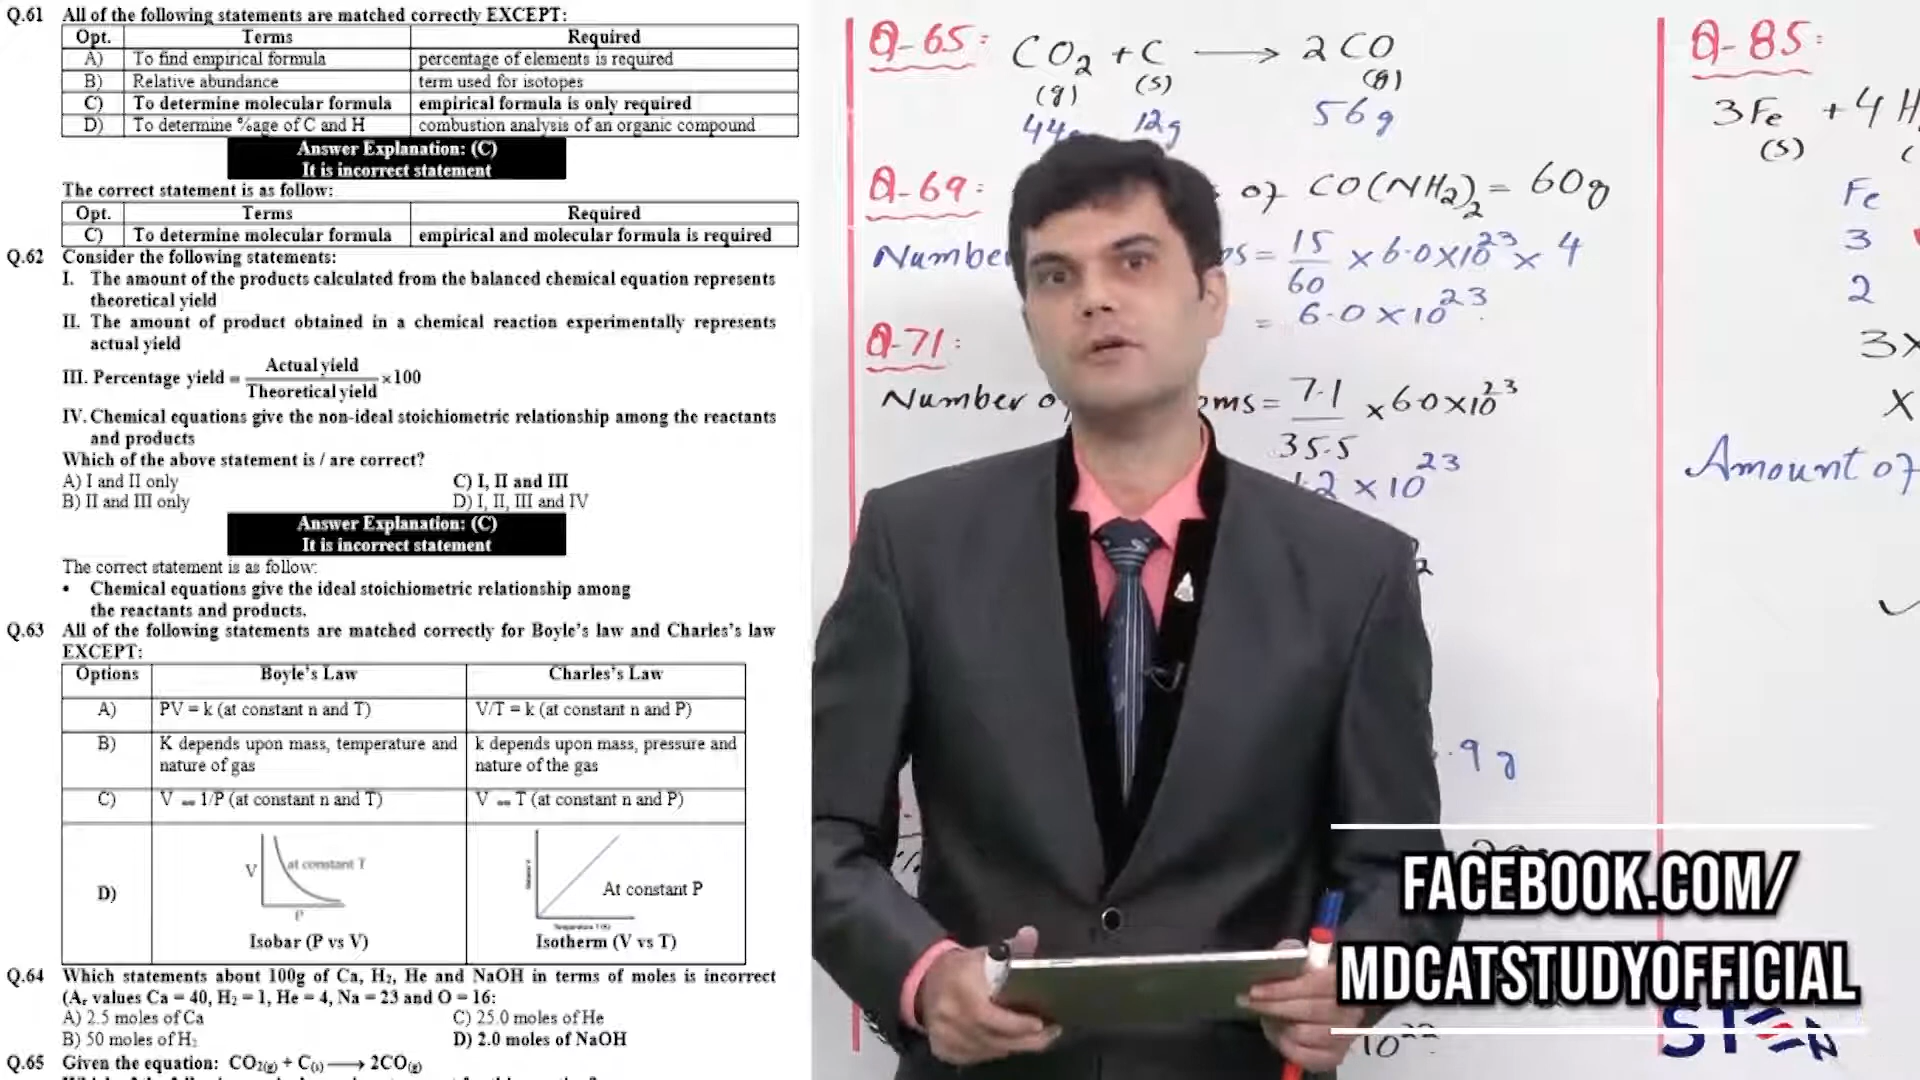 Q.61 All of the following statements are matched correctly EXCEPT:
Opt. Terms Required
A) To find empirical formula percentage of elements is required
B) Relative abundance term used for isotopes
C) To determine molecular formula empirical formula is only required
D) To determine %age of C and H combustion analysis of an organic compound
Answer Explanation: (C)
It is incorrect statement
The correct statement is as follow:
Opt. Terms Required
C) To determine molecular formula empirical and molecular formula is required
Q.62 Consider the following statements:
I. The amount of the products calculated from the balanced chemical equation represents
theoretical yield
II. The amount of product obtained in a chemical reaction experimentally represents
actual yield
III. Percentage yield = Actual yield / Theoretical yield ×100
IV. Chemical equations give the non-ideal stoichiometric relationship among the reactants
and products
Which of the above statement is / are correct?
A) I and II only C) I, II and III
B) II and III only D) I, II, III and IV
Answer Explanation: (C)
It is incorrect statement
The correct statement is as follow:
• Chemical equations give the ideal stoichiometric relationship among
the reactants and products.
Q.63 All of the following statements are matched correctly for Boyle's law and Charles's law
EXCEPT:
Options Boyle's Law Charles's Law
A) PV = k (at constant n and T) V/T = k (at constant n and P)
B) K depends upon mass, temperature and nature of gas k depends upon mass, pressure and nature of the gas
C) V ∞ 1/P (at constant n and T) V ∞ T (at constant n and P)
D)
V at constant T
P
Isobar (P vs V)
At constant P
Isotherm (V vs T)
Q.64 Which statements about 100g of Ca, H₂, He and NaOH in terms of moles is incorrect
(Aᵣ values Ca = 40, H₂ = 1, He = 4, Na = 23 and O = 16:
A) 2.5 moles of Ca C) 25.0 moles of He
B) 50 moles of H₂ D) 2.0 moles of NaOH
Q.65 Given the equation: CO₂(g) + C(s) ⟶ 2CO(g)
Q-65: CO₂ + C ⟶ 2CO
(g) (s) (g)
44 12g 56g
Q-69: of CO(NH₂)₂ = 60g
Number = 15/60 × 6.0×10²³ × 4
= 6.0 × 10²³
Q-71:
Number = 7.1/35.5 × 6.0×10²³
2 × 10²³
.9g
10²²
Q-85:
3Fe + 4H
(s) (
Fe
3
2
3×
×
Amount of
FACEBOOK.COM/
MDCATSTUDYOFFICIAL